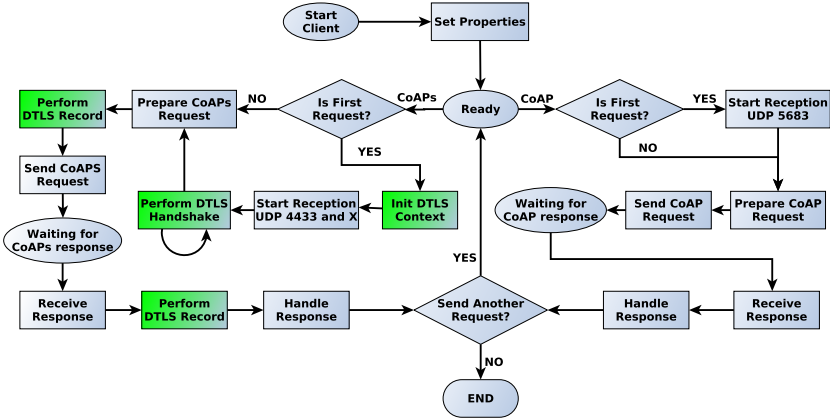 Start
Client
Set Properties
Perform
DTLS Record
Prepare CoAPs
Request
NO
Is First
Request?
CoAPs
Ready
CoAP
Is First
Request?
YES
Start Reception
UDP 5683
YES
NO
Send CoAPS
Request
Perform DTLS
Handshake
Start Reception
UDP 4433 and X
Init DTLS
Context
Waiting for
CoAP response
Send CoAP
Request
Prepare CoAP
Request
Waiting for
CoAPs response
YES
Receive
Response
Perform
DTLS Record
Handle
Response
Send Another
Request?
Handle
Response
Receive
Response
NO
END